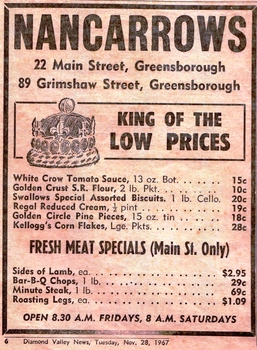 NANCARROWS
22 Main Street, Greensborough
89 Grimshaw Street, Greensborough
KING OF THE
LOW PRICES
White Crow Tomato Sauce, 13 oz. Bot. . . . 15c
Golden Crust S.R. Flour, 2 lb. Pkt. . . . . 10c
Swallows Special Assorted Biscuits. 1 lb. Cello. 20c
Regal Reduced Cream, ½ pint . . . . . . 19c
Golden Circle Pine Pieces, 15 oz. tin . . . 18c
Kellogg's Corn Flakes, Lge. Pkt. . . . . . 28c
FRESH MEAT SPECIALS (Main St. Only)
Sides of Lamb, ea. . . . . . . . $2.95
Bar-B-Q Chops, 1 lb. . . . . . . 29c
Minute Steak, 1 lb. . . . . . . 69c
Roasting Legs, ea. . . . . . . . $1.09
OPEN 8.30 A.M. FRIDAYS, 8 A.M. SATURDAYS
6 Diamond Valley News, Tuesday, Nov. 28, 1967